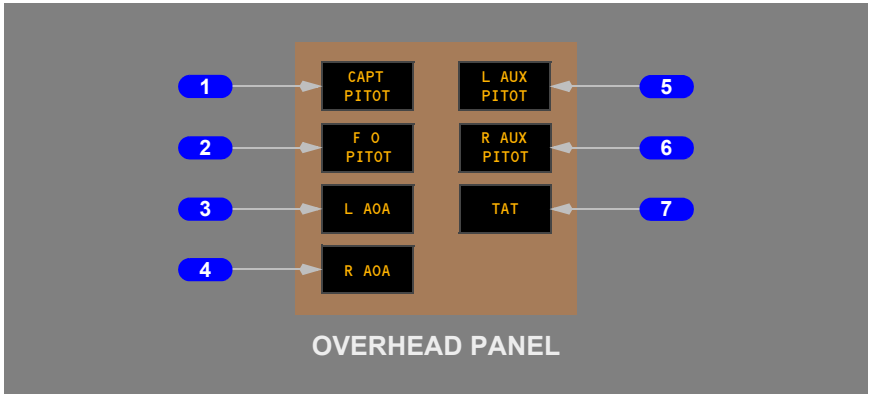 1
CAPT
PITOT
L AUX
PITOT
5
2
F O
PITOT
R AUX
PITOT
6
3
L AOA
TAT
7
4
R AOA
OVERHEAD PANEL